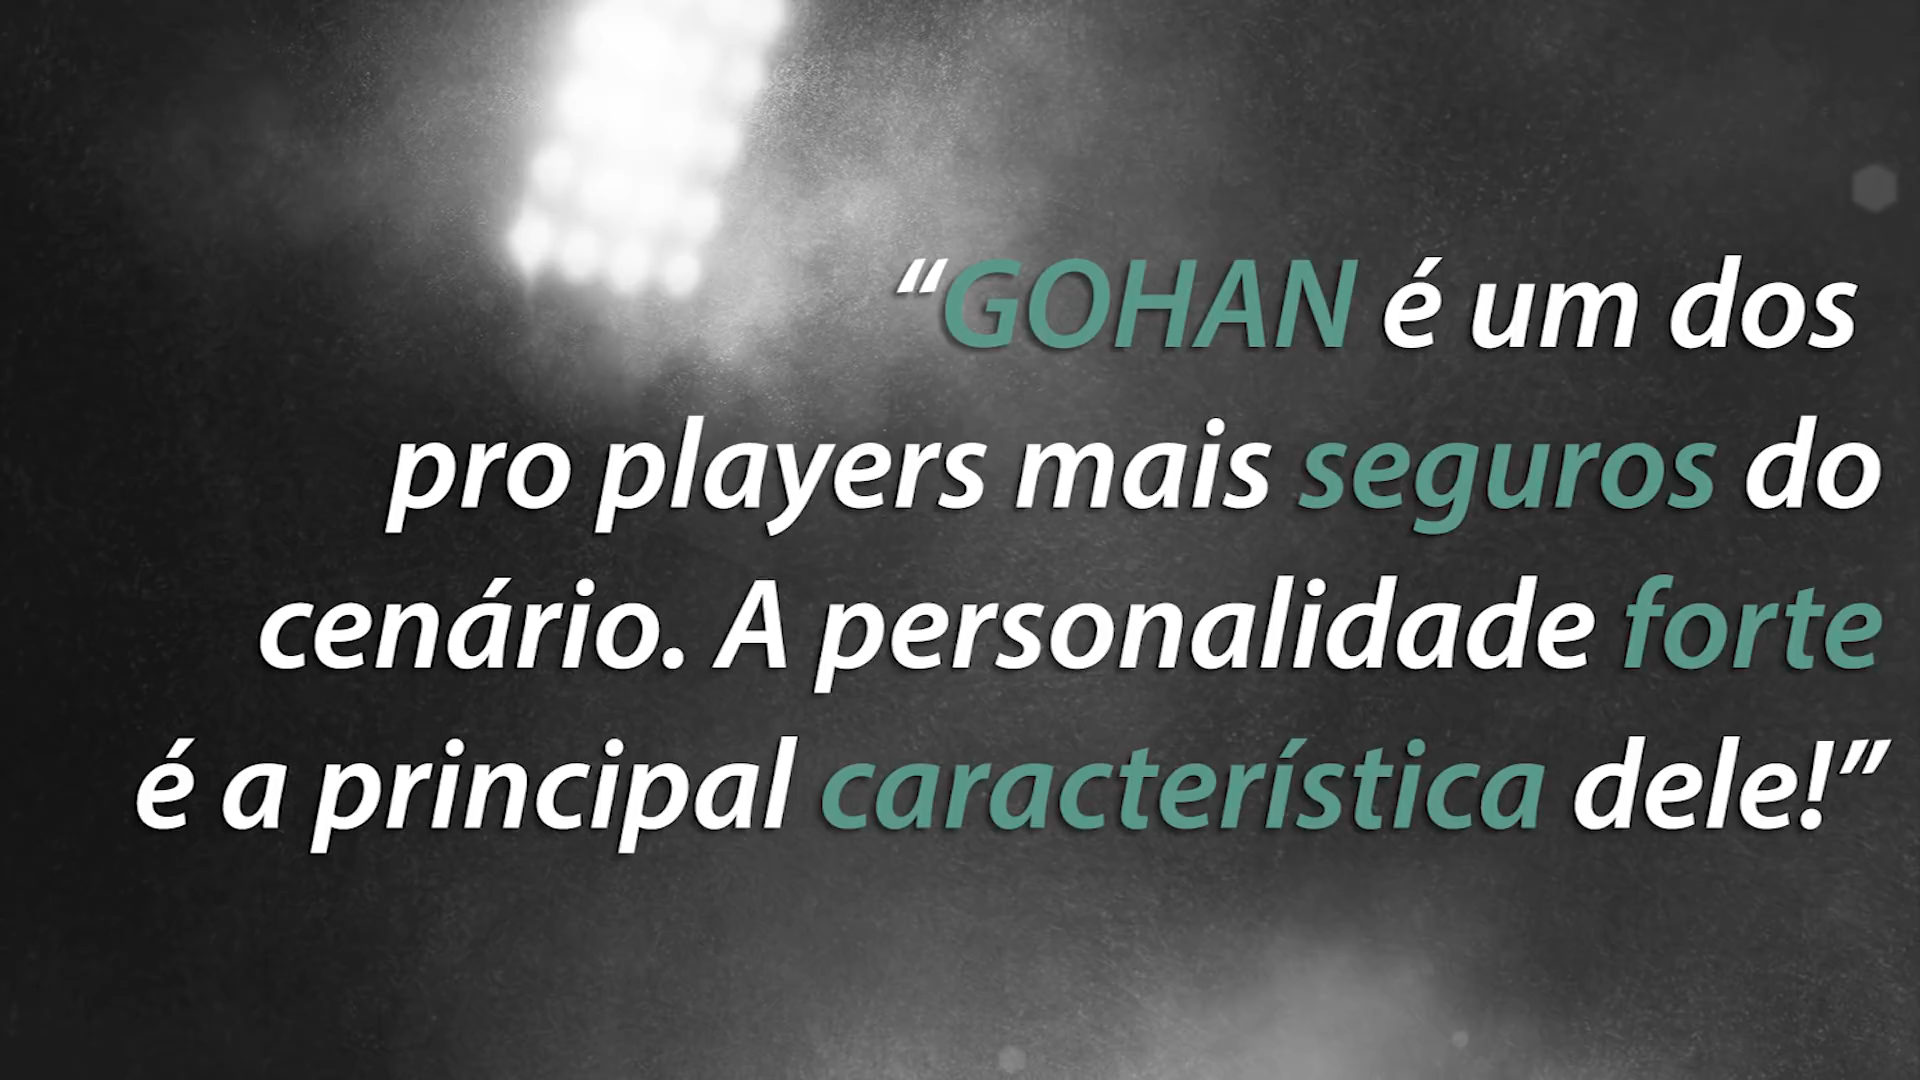 “GOHAN é um dos
pro players mais seguros do
cenário. A personalidade forte
é a principal característica dele!”